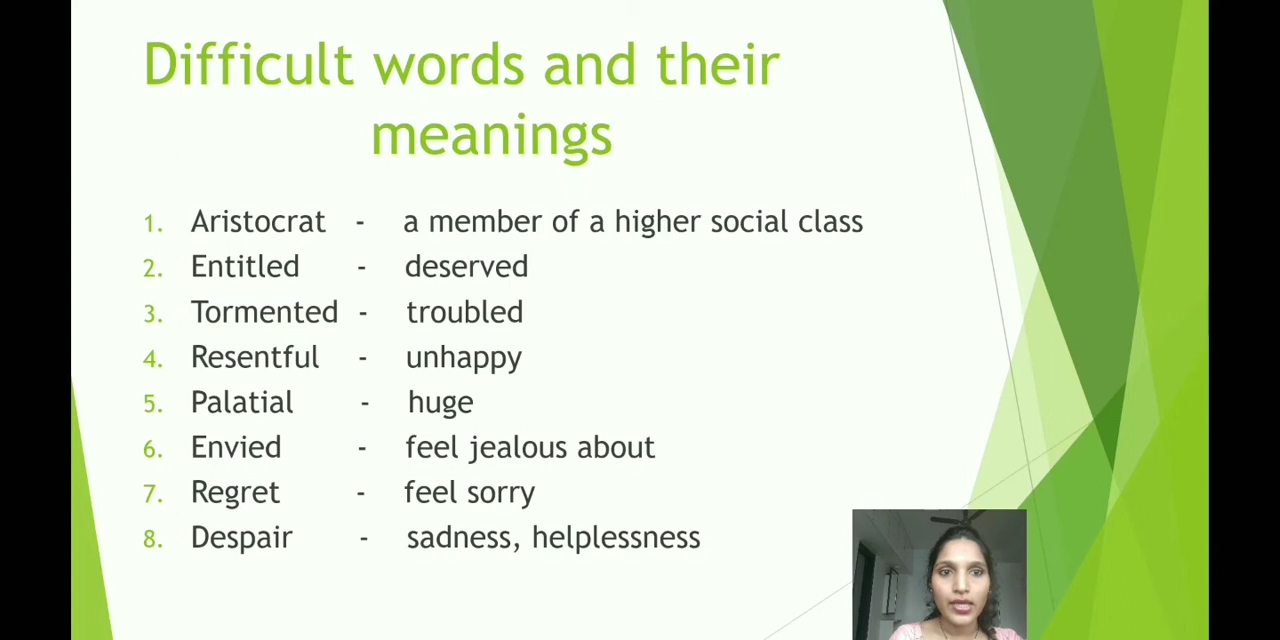 Difficult words and their
meanings
1. Aristocrat - a member of a higher social class
2. Entitled - deserved
3. Tormented - troubled
4. Resentful - unhappy
5. Palatial - huge
6. Envied - feel jealous about
7. Regret - feel sorry
8. Despair - sadness, helplessness